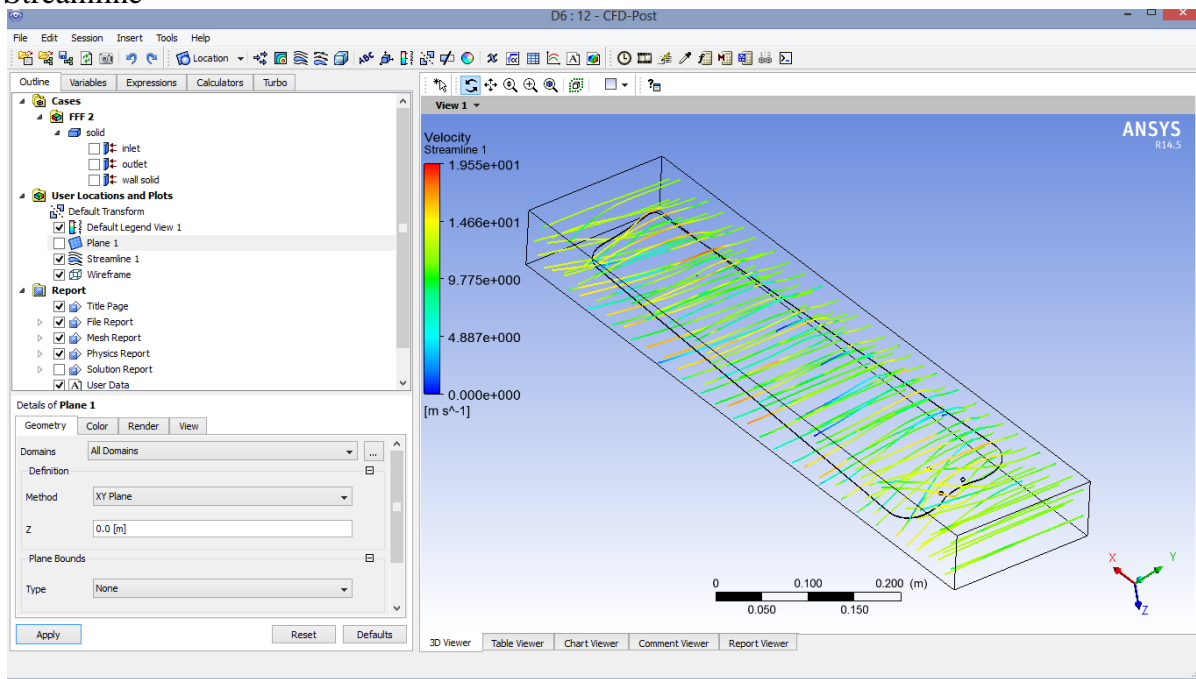 Streamline
D6 : 12 - CFD-Post
File Edit Session Insert Tools Help
Location
Outline Variables Expressions Calculators Turbo
Cases
FFF 2
solid
inlet
outlet
wall solid
User Locations and Plots
Default Transform
Default Legend View 1
Plane 1
Streamline 1
Wireframe
Report
Title Page
File Report
Mesh Report
Physics Report
Solution Report
User Data
Details of Plane 1
Geometry Color Render View
Domains All Domains ...
Definition
Method XY Plane
Z 0.0 [m]
Plane Bounds
Type None
Apply Reset Defaults
View 1
Velocity
Streamline 1
1.955e+001
1.466e+001
9.775e+000
4.887e+000
0.000e+000
[m s^-1]
ANSYS
R14.5
X Y
Z
0 0.100 0.200 (m)
0.050 0.150
3D Viewer Table Viewer Chart Viewer Comment Viewer Report Viewer